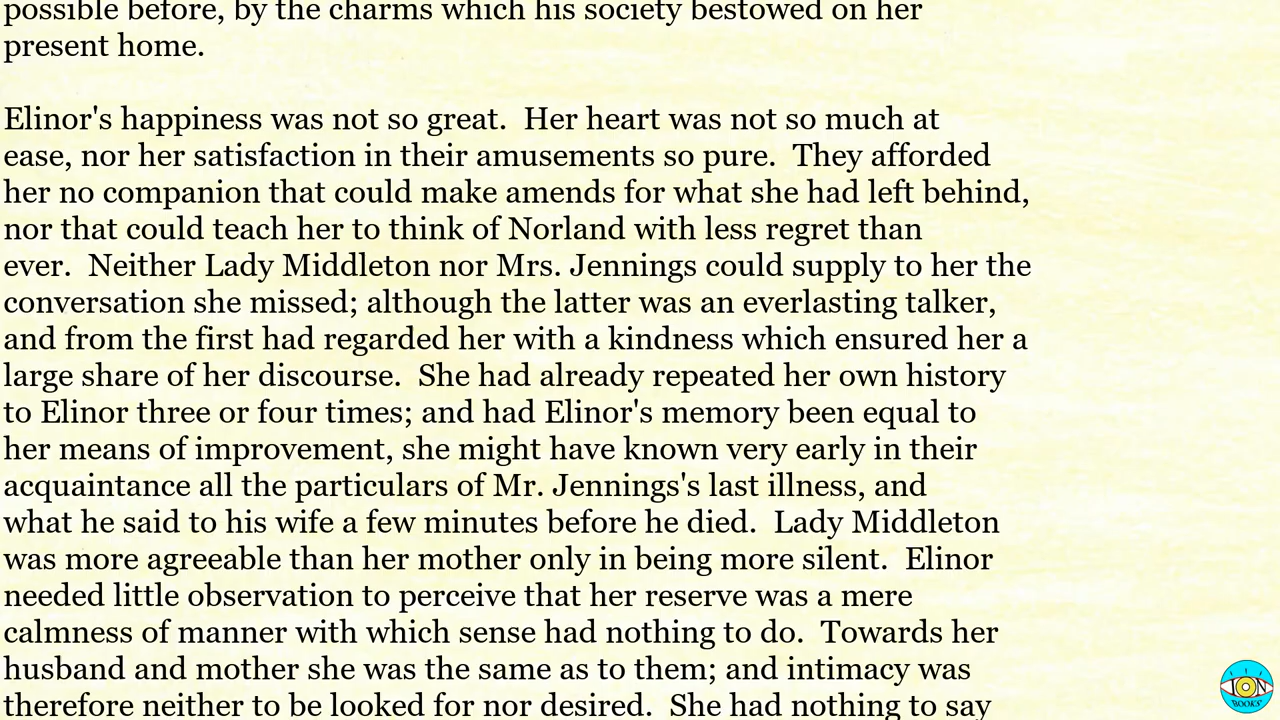 possible before, by the charms which his society bestowed on her
present home.
Elinor's happiness was not so great.  Her heart was not so much at
ease, nor her satisfaction in their amusements so pure.  They afforded
her no companion that could make amends for what she had left behind,
nor that could teach her to think of Norland with less regret than
ever.  Neither Lady Middleton nor Mrs. Jennings could supply to her the
conversation she missed; although the latter was an everlasting talker,
and from the first had regarded her with a kindness which ensured her a
large share of her discourse.  She had already repeated her own history
to Elinor three or four times; and had Elinor's memory been equal to
her means of improvement, she might have known very early in their
acquaintance all the particulars of Mr. Jennings's last illness, and
what he said to his wife a few minutes before he died.  Lady Middleton
was more agreeable than her mother only in being more silent.  Elinor
needed little observation to perceive that her reserve was a mere
calmness of manner with which sense had nothing to do.  Towards her
husband and mother she was the same as to them; and intimacy was
therefore neither to be looked for nor desired.  She had nothing to say
ION
BOOKS